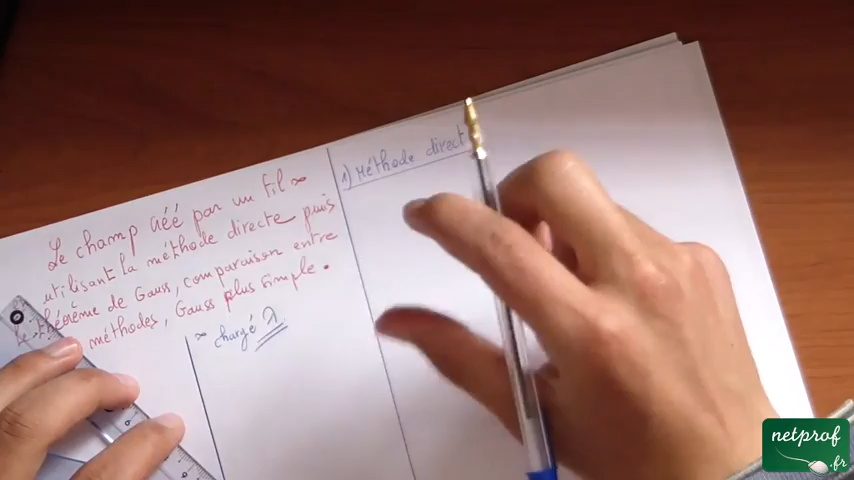 Le champ créé par un fil ∞
utilisant la méthode directe puis
le théorème de Gauss, comparaison entre
méthodes, Gauss plus simple.
∞ chargé λ
1) Méthode direct
netprof
.fr